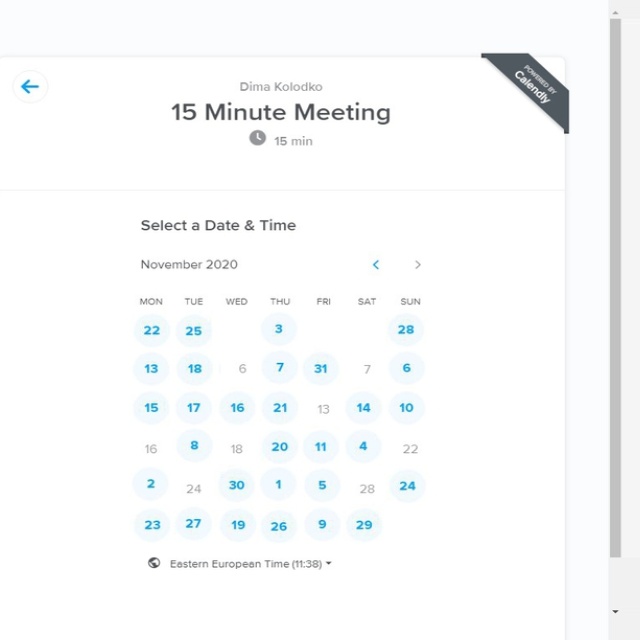 POWERED BY
Calendly
Dima Kolodko
15 Minute Meeting
15 min
Select a Date & Time
November 2020
MON TUE WED THU FRI SAT SUN
22 25 3 28
13 18 6 7 31 7 6
15 17 16 21 13 14 10
16 8 18 20 11 4 22
2 24 30 1 5 28 24
23 27 19 26 9 29
Eastern European Time (11:38)